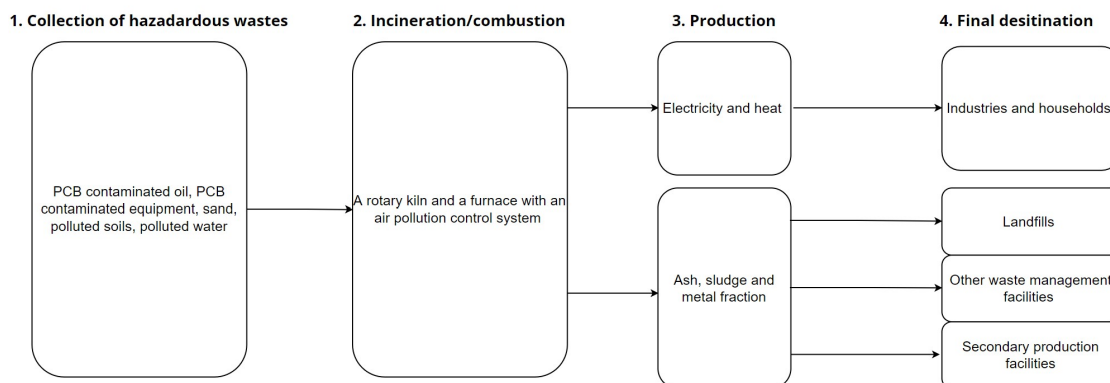 1. Collection of hazadardous wastes
2. Incineration/combustion
3. Production
4. Final desitination
PCB contaminated oil, PCB
contaminated equipment, sand,
polluted soils, polluted water
A rotary kiln and a furnace with an
air pollution control system
Electricity and heat
Industries and households
Ash, sludge and
metal fraction
Landfills
Other waste management
facilities
Secondary production
facilities